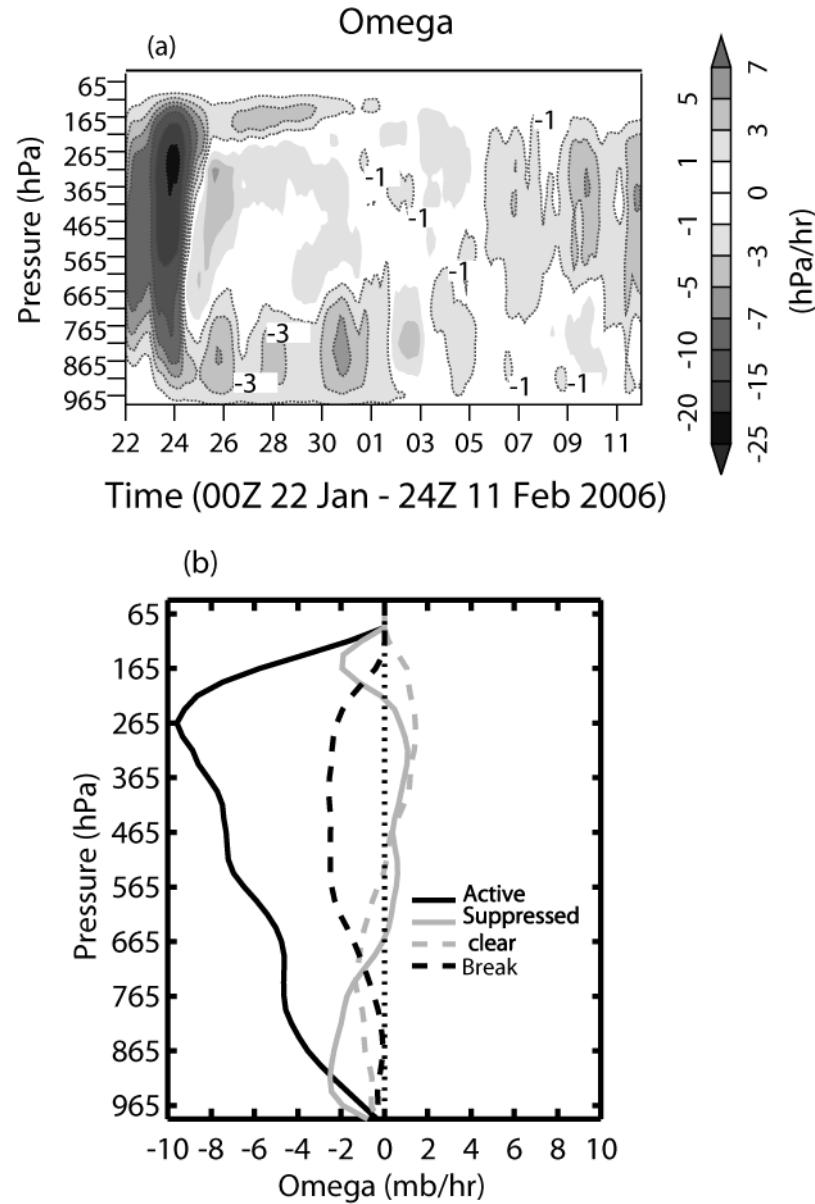 Omega
(a)
Pressure (hPa)
65
165
265
365
465
565
665
765
865
965
-1
-1
-1
-1
-3
-3
-1
-1
22 24 26 28 30 01 03 05 07 09 11
Time (00Z 22 Jan - 24Z 11 Feb 2006)
7
5
3
1
0
-1
-3
-5
-7
-10
-15
-20
-25
(hPa/hr)
(b)
Pressure (hPa)
65
165
265
365
465
565
665
765
865
965
Active
Suppressed
clear
Break
-10 -8 -6 -4 -2 0 2 4 6 8 10
Omega (mb/hr)